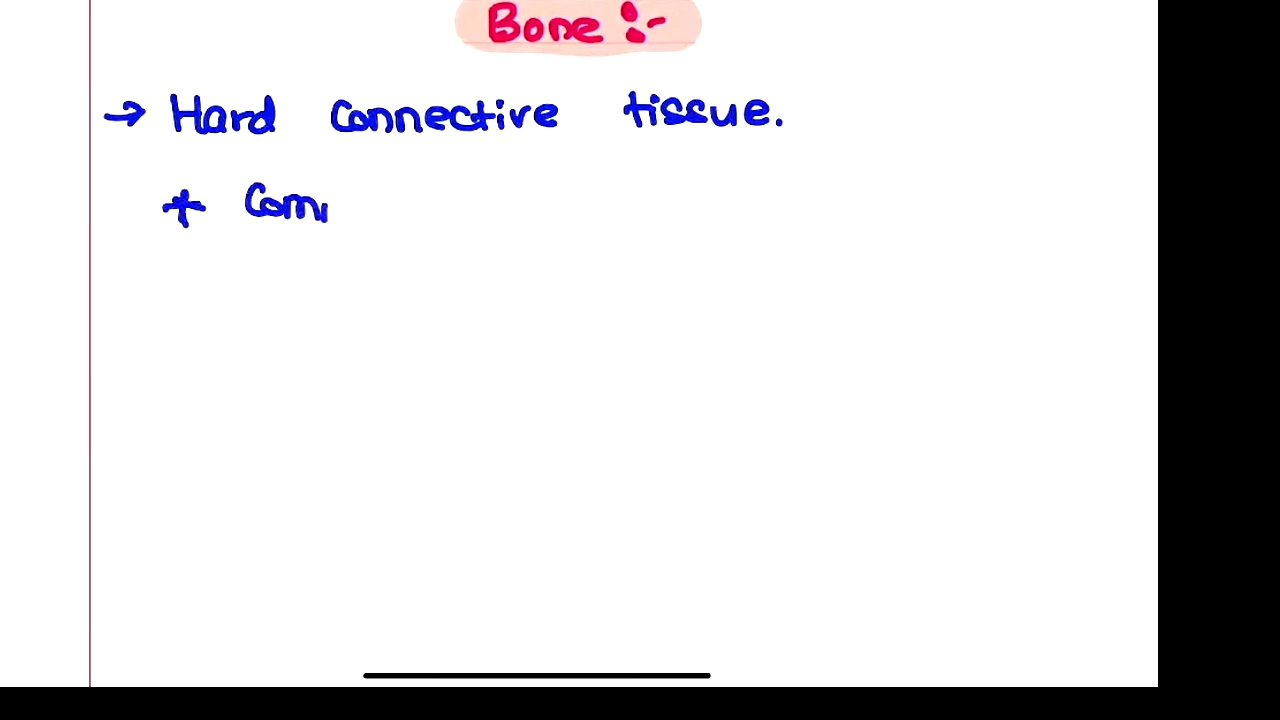 Bone :-
→ Hard connective tissue.
* Com